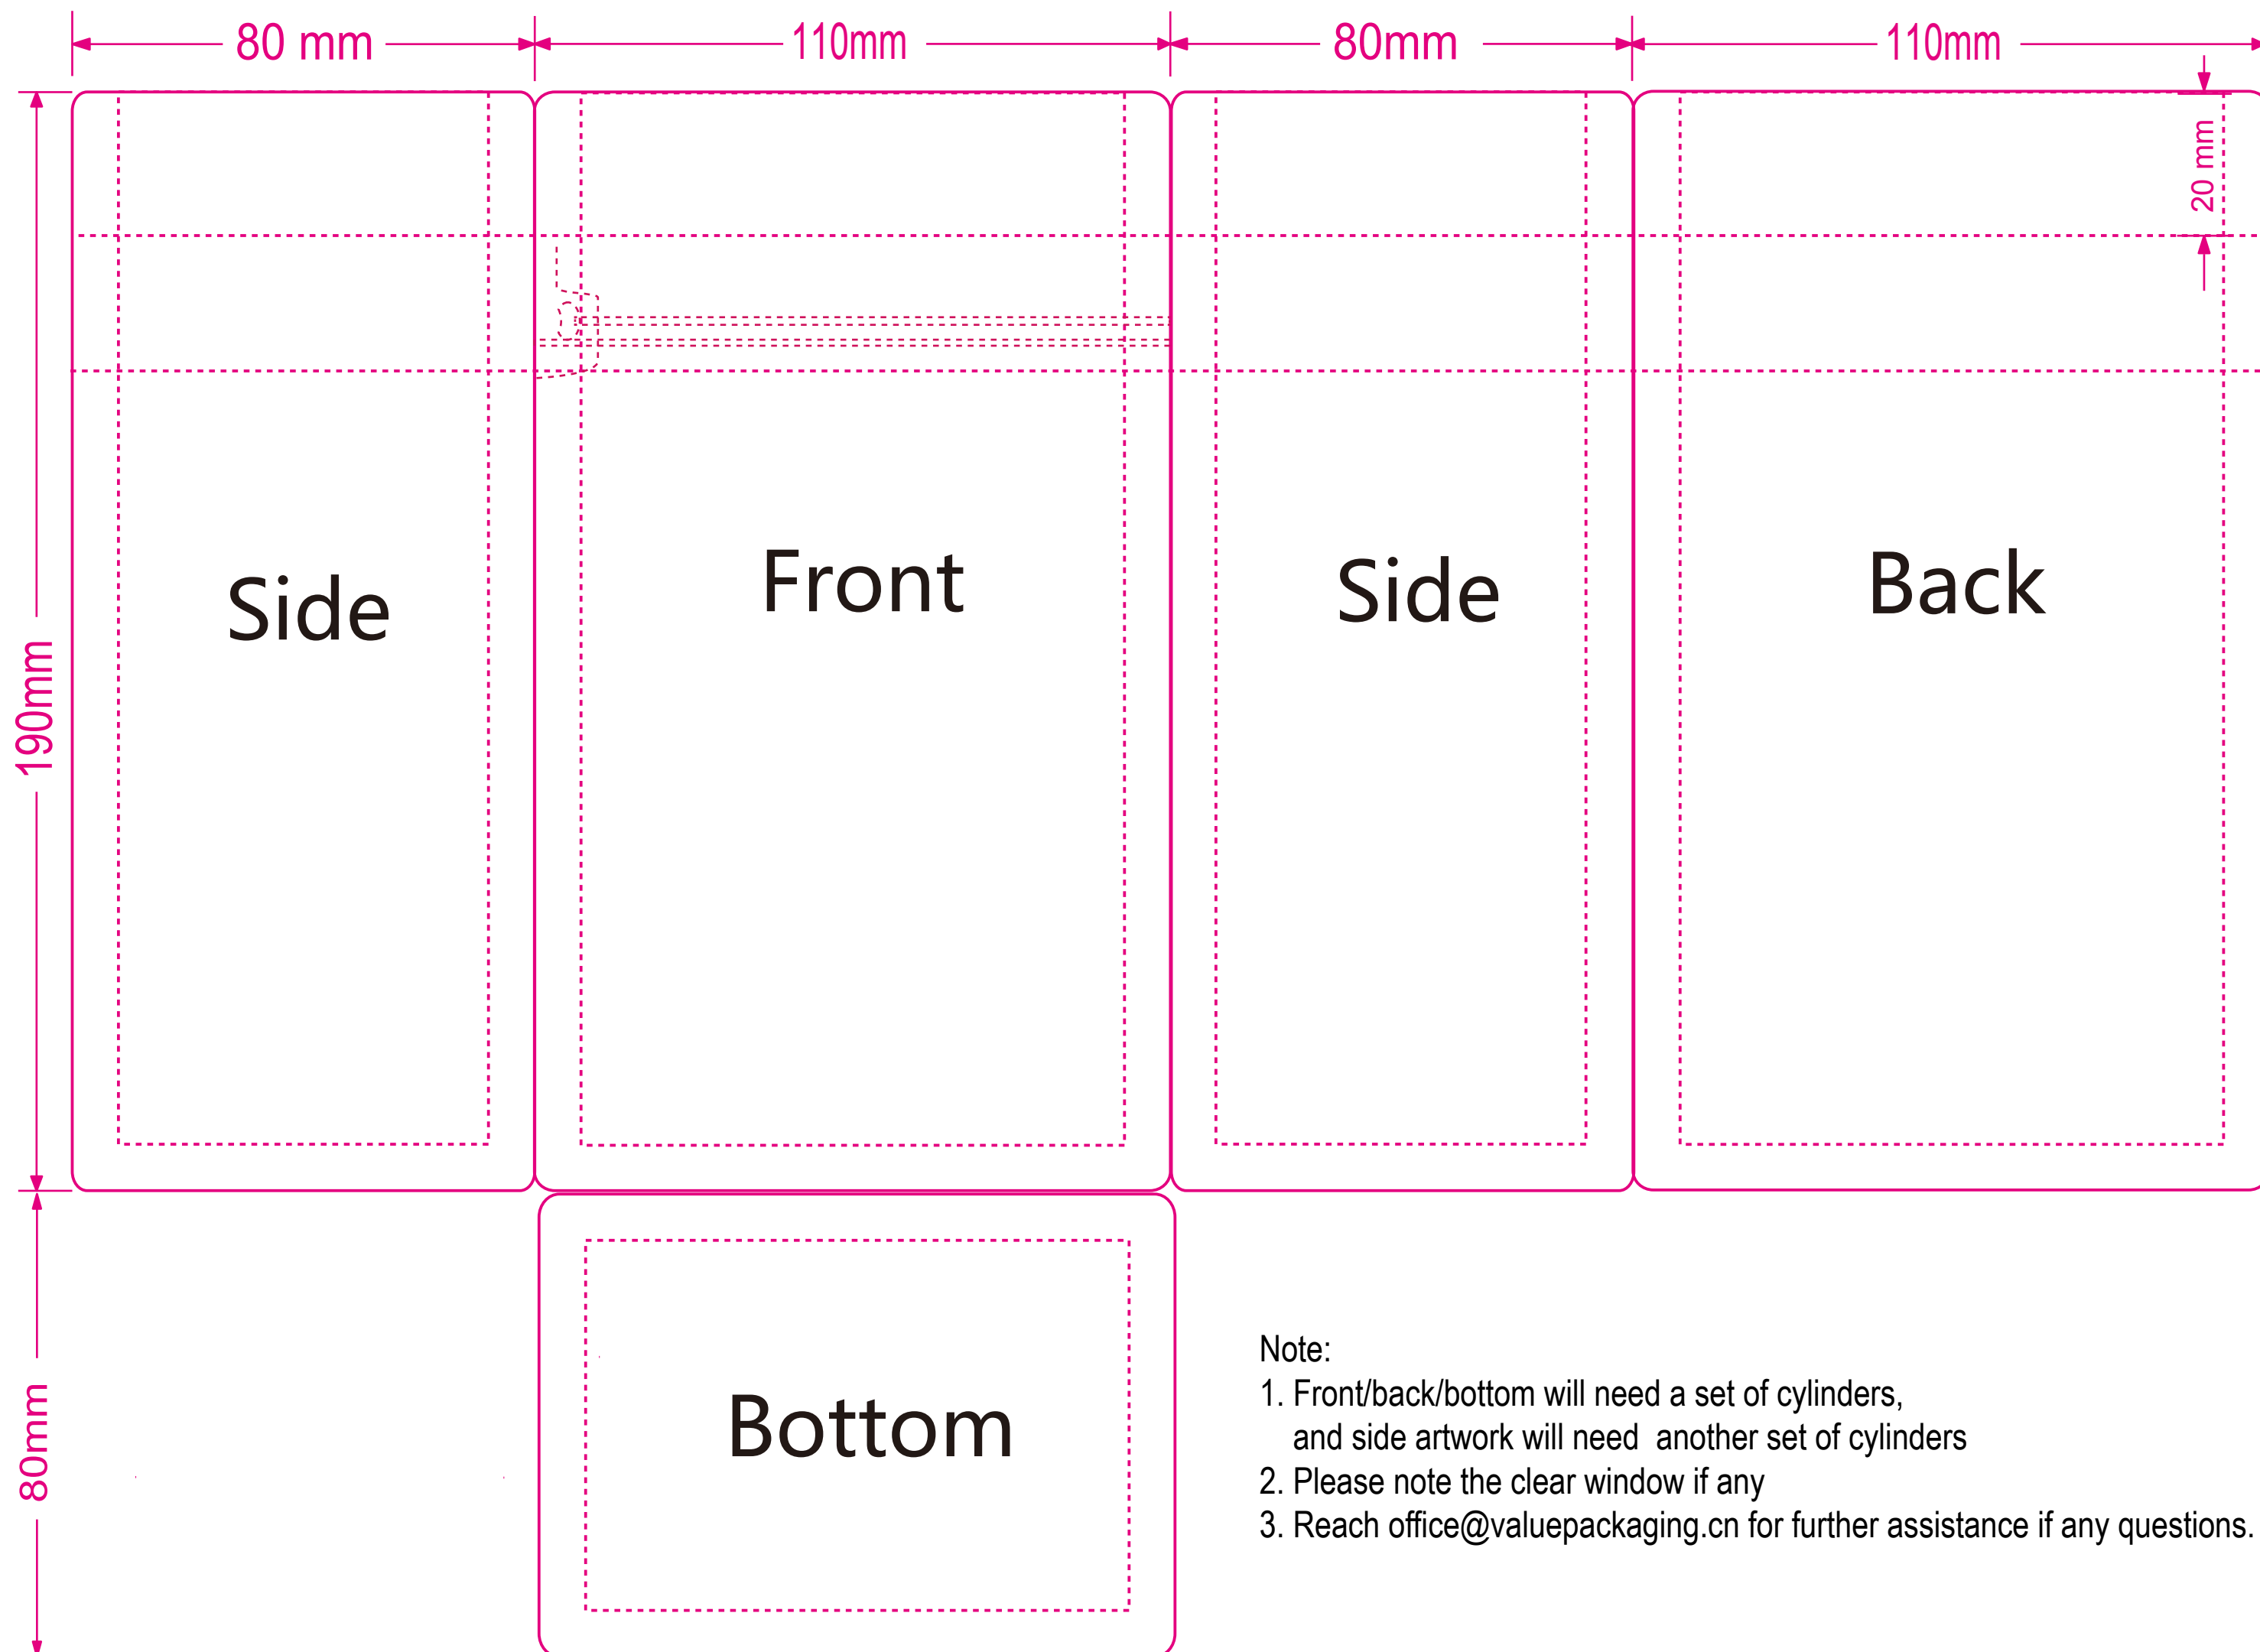 80 mm
110mm
80mm
110mm
20 mm
Side
Front
Side
Back
190mm
80mm
Bottom
Note:
1. Front/back/bottom will need a set of cylinders,
and side artwork will need  another set of cylinders
2. Please note the clear window if any
3. Reach office@valuepackaging.cn for further assistance if any questions.